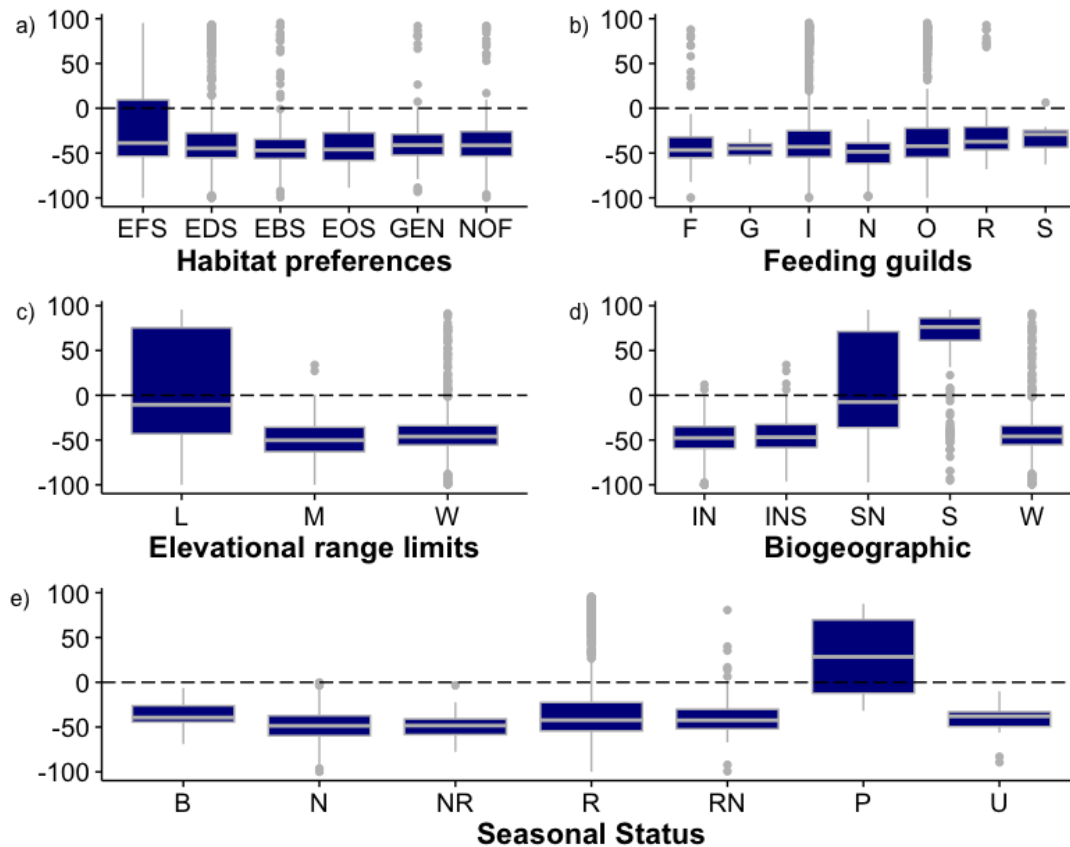 a)
100
50
0
-50
-100
EFS EDS EBS EOS GEN NOF
Habitat preferences
b)
100
50
0
-50
-100
F G I N O R S
Feeding guilds
c)
100
50
0
-50
-100
L M W
Elevational range limits
d)
100
50
0
-50
-100
IN INS SN S W
Biogeographic
e)
100
50
0
-50
-100
B N NR R RN P U
Seasonal Status